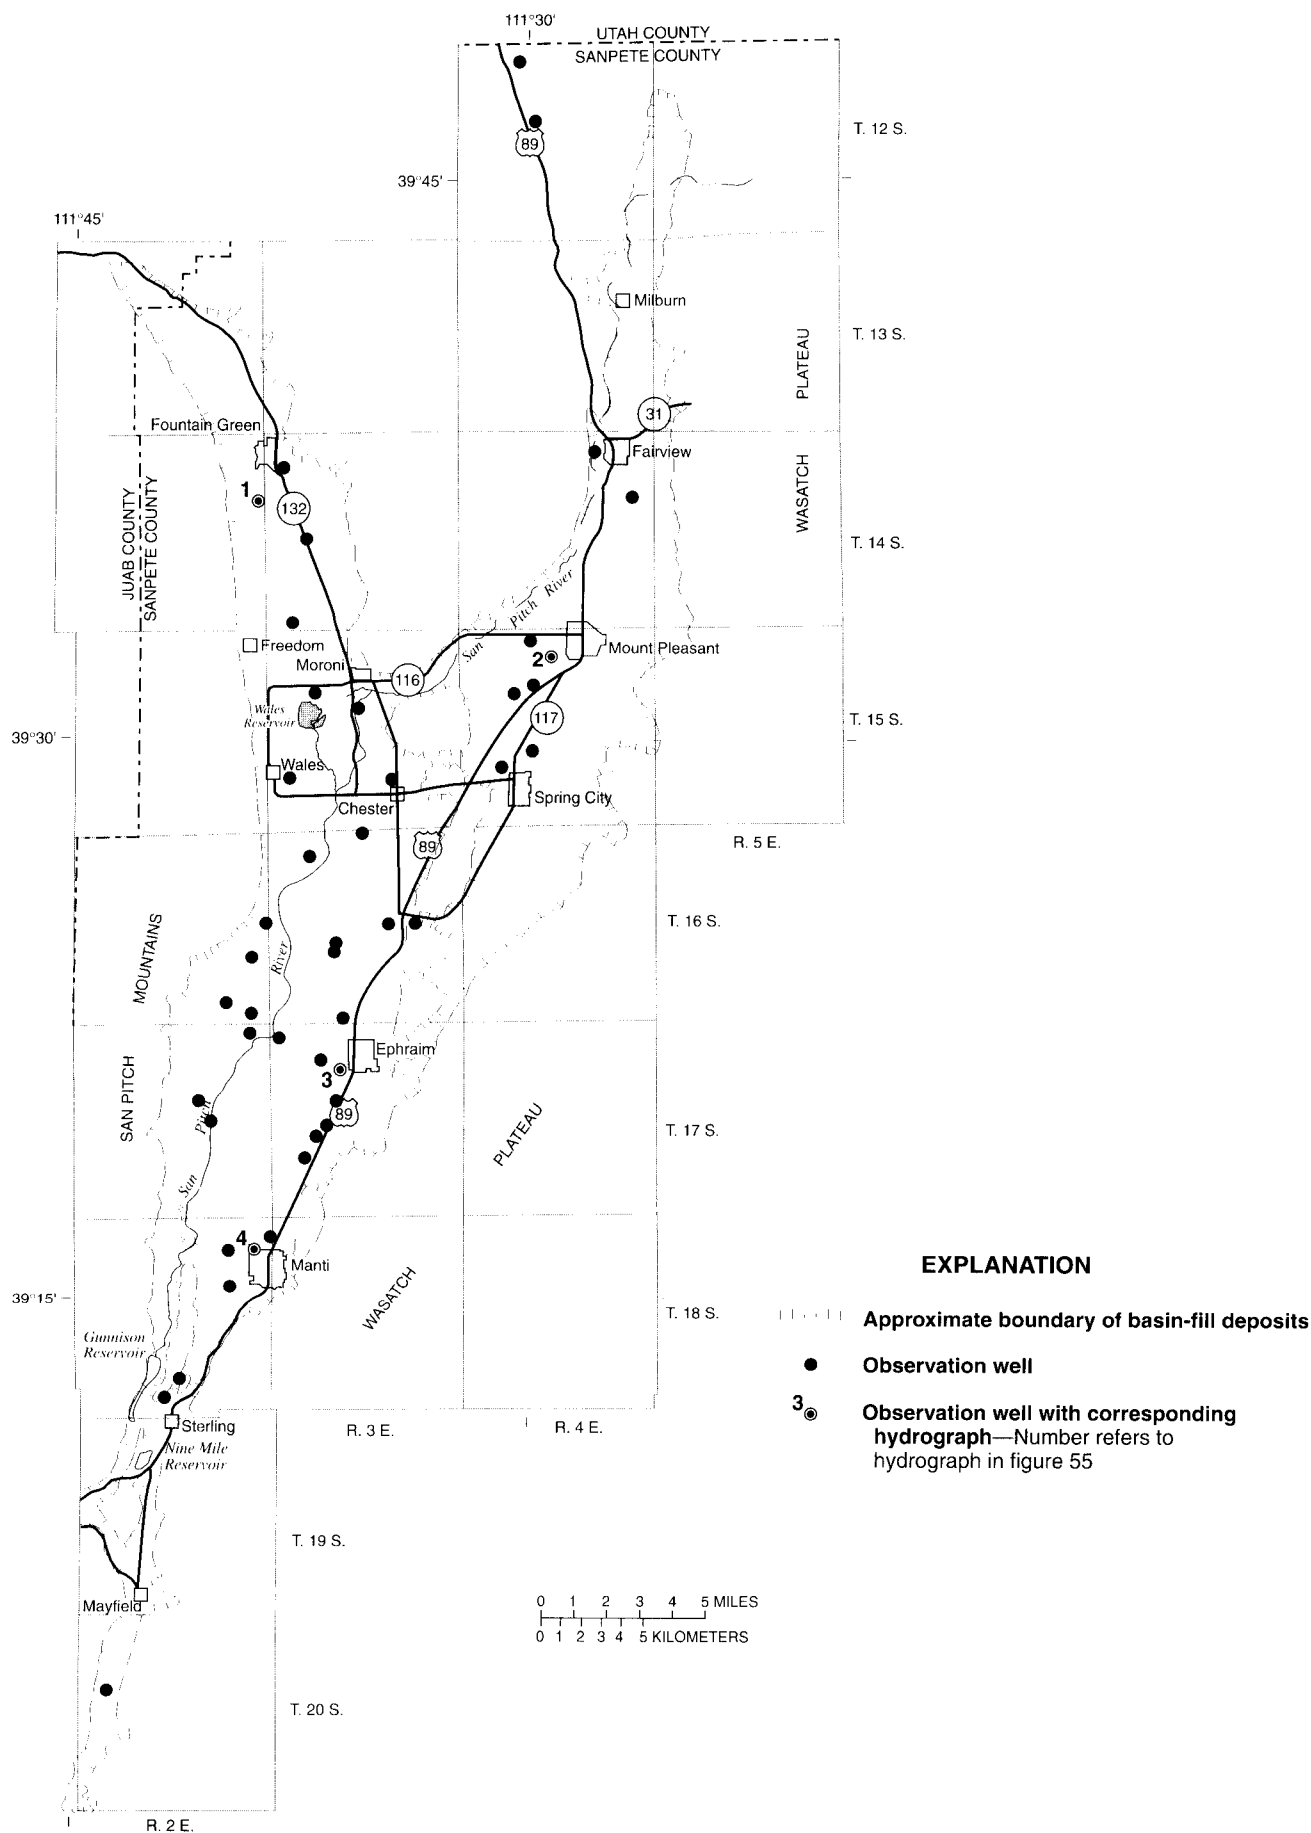 111°30'
UTAH COUNTY
SANPETE COUNTY
T. 12 S.
89
39°45'
111°45'
Milburn
T. 13 S.
WASATCH PLATEAU
31
Fountain Green
Fairview
1
132
JUAB COUNTY
SANPETE COUNTY
T. 14 S.
San Pitch River
Freedom
Mount Pleasant
2
Moroni
116
117
Wales
Reservoir
T. 15 S.
39°30'
Wales
Chester
Spring City
89
R. 5 E.
T. 16 S.
SAN PITCH MOUNTAINS
San Pitch River
Ephraim
3
89
T. 17 S.
WASATCH PLATEAU
4
Manti
39°15'
T. 18 S.
Gunnison
Reservoir
Sterling
R. 3 E.
R. 4 E.
Nine Mile
Reservoir
T. 19 S.
Mayfield
T. 20 S.
R. 2 E.
0 1 2 3 4 5 MILES
0 1 2 3 4 5 KILOMETERS
EXPLANATION
Approximate boundary of basin-fill deposits
Observation well
3
Observation well with corresponding
hydrograph—Number refers to
hydrograph in figure 55